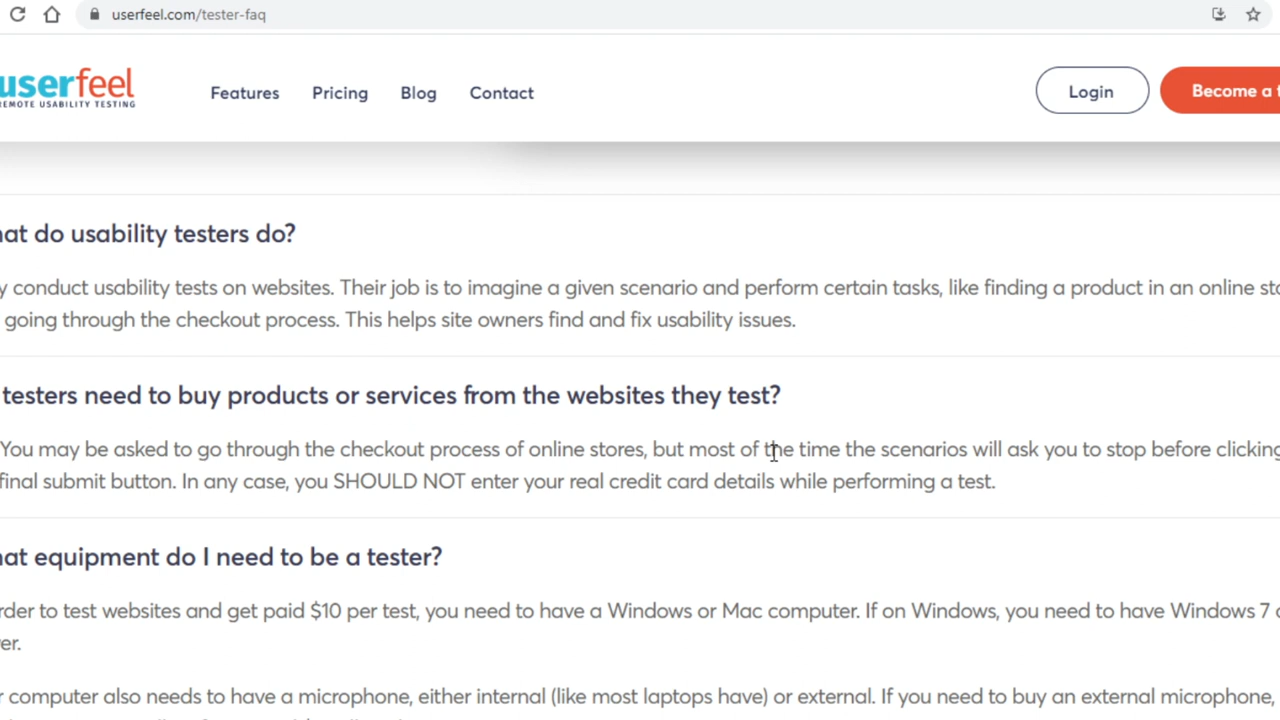 userfeel.com/tester-faq
userfeel
REMOTE USABILITY TESTING
Features
Pricing
Blog
Contact
Login
Become a t
hat do usability testers do?
y conduct usability tests on websites. Their job is to imagine a given scenario and perform certain tasks, like finding a product in an online sto
going through the checkout process. This helps site owners find and fix usability issues.
testers need to buy products or services from the websites they test?
You may be asked to go through the checkout process of online stores, but most of the time the scenarios will ask you to stop before clicking
final submit button. In any case, you SHOULD NOT enter your real credit card details while performing a test.
hat equipment do I need to be a tester?
rder to test websites and get paid $10 per test, you need to have a Windows or Mac computer. If on Windows, you need to have Windows 7 o
er.
r computer also needs to have a microphone, either internal (like most laptops have) or external. If you need to buy an external microphone,